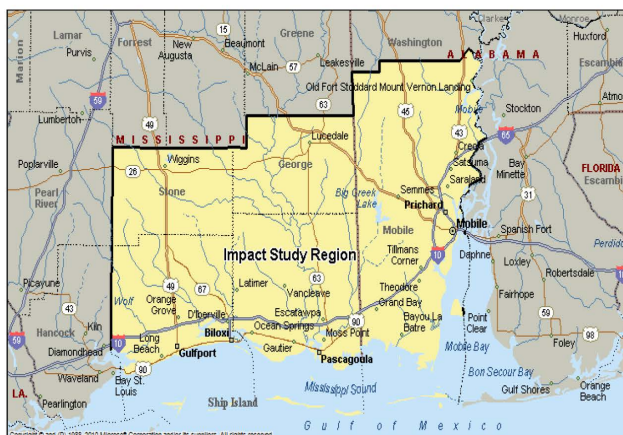 Lamar
Forrest
15
Greene
Washington
Clarke
Monroe
Huxford
Purvis
New
Augusta
Beaumont
McLain
57
Leakesville
ALABAMA
Escambia
Marion
59
63
Old Fort Stoddard Mount Vernon Landing
Mobile
Atmo
Lumberton
49
45
Stockton
MISSISSIPPI
43
65
Lucedale
Creola
Poplarville
Wiggins
26
George
Satsuma
Bay
Minette
FLORIDA
Saraland
Escambi
Pearl
River
Stone
Big Creek
Lake
Semmes
Prichard
31
Mobile
Mobile
Spanish Fort
Impact Study Region
Tillmans
Corner
10
Daphne
Loxley
Perdido
Picayune
49
67
Latimer
63
Vancleave
Theodore
Robertsdale
10
43
Wolf
Orange
Grove
D'Iberville
Escatawpa
90
Grand Bay
Fairhope
Hancock
Kiln
Biloxi
Ocean Springs
Moss Point
Bayou La
Batre
Point
Clear
59
98
59
Diamondhead
10
Long
Beach
Gulfport
Gautier
Pascagoula
Mobile Bay
Foley
Waveland
90
Bay St.
Louis
Bon Secour Bay
LA.
Pearlington
Ship Island
Mississippi Sound
Gulf Shores
Orange
Beach
Gulf of Mexico